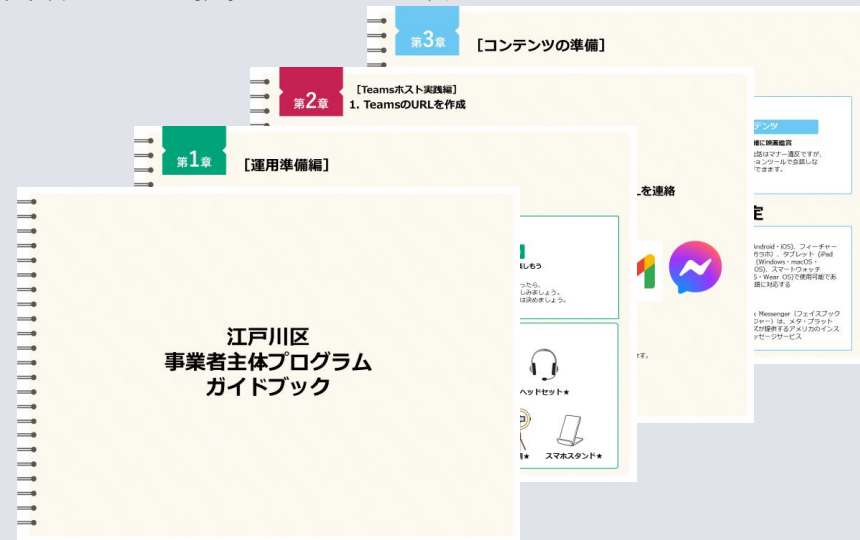 第3章
[コンテンツの準備]
第2章
[Teamsホスト実践編]
1. TeamsのURLを作成
第1章
[運用準備編]
江戸川区
事業者主体プログラム
ガイドブック
Lを連絡
ます。
楽しもう
ったら、
しみましょう。
は決めましょう。
ヘッドセット★
★
スマホスタンド★
テンツ
緒に映画鑑賞
会話はマナー違反ですが、
ションツールで会話しな
できます。
定
Android・iOS)、フィーチャー
ガラホ）、タブレット（iPad
（Windows・macOS・
OS)、スマートウォッチ
S・Wear OS)で使用可能であ
語に対応する
k Messenger（フェイスブック
ジャー）は、メタ・プラット
ズが提供するアメリカのインス
ッセージサービス